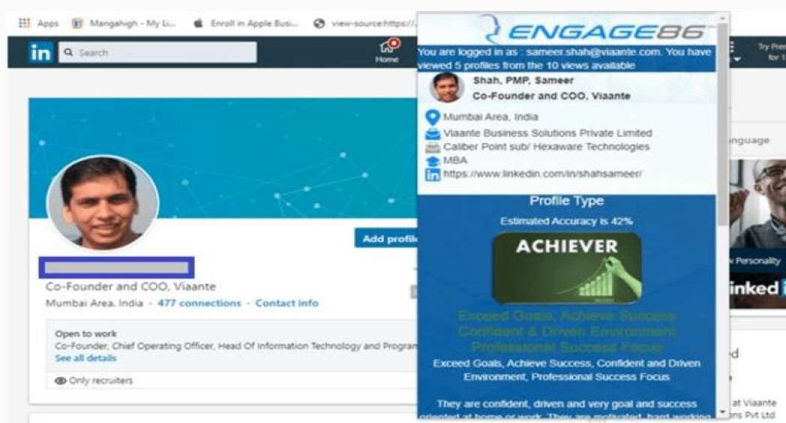 Apps
Mangahigh - My Li...
Enroll in Apple Busi...
view-source:https://
in
Search
Home
Try Pre
for 1
Add profil
Co-Founder and COO, Viaante
Mumbai Area, India · 477 connections · Contact info
Open to work
Co-Founder, Chief Operating Officer, Head Of Information Technology and Program
See all details
Only recruiters
ENGAGE86
You are logged in as : sameer.shah@viaante.com. You have
viewed 5 profiles from the 10 views available
Shah, PMP, Sameer
Co-Founder and COO, Viaante
Mumbai Area, India
Viaante Business Solutions Private Limited
Caliber Point sub/ Hexaware Technologies
MBA
in https://www.linkedin.com/in/shahsameer/
Profile Type
Estimated Accuracy is 42%
ACHIEVER
Exceed Goals, Achieve Success
Confident & Driven Environment
Professional Success Focus
Exceed Goals, Achieve Success, Confident and Driven
Environment, Professional Success Focus
They are confident, driven and very goal and success
oriented at home or work. They are motivated, hard working
nguage
Personality
inked
at Viaante
ons Pvt Ltd